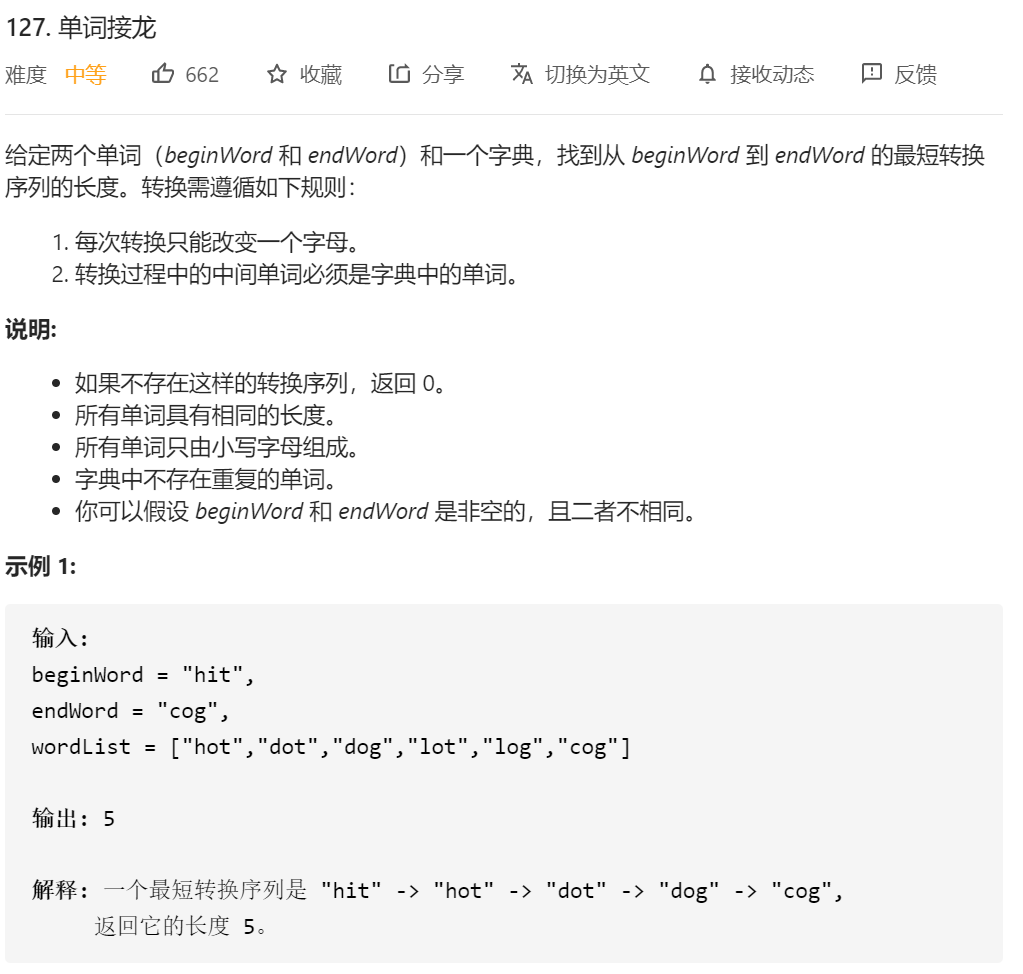 127. 单词接龙
难度 中等 662 收藏 分享 切换为英文 接收动态 反馈
给定两个单词（beginWord 和 endWord）和一个字典，找到从 beginWord 到 endWord 的最短转换
序列的长度。转换需遵循如下规则：
1. 每次转换只能改变一个字母。
2. 转换过程中的中间单词必须是字典中的单词。
说明:
• 如果不存在这样的转换序列，返回 0。
• 所有单词具有相同的长度。
• 所有单词只由小写字母组成。
• 字典中不存在重复的单词。
• 你可以假设 beginWord 和 endWord 是非空的，且二者不相同。
示例 1:
输入:
beginWord = "hit",
endWord = "cog",
wordList = ["hot","dot","dog","lot","log","cog"]
输出: 5
解释: 一个最短转换序列是 "hit" -> "hot" -> "dot" -> "dog" -> "cog",
返回它的长度 5。